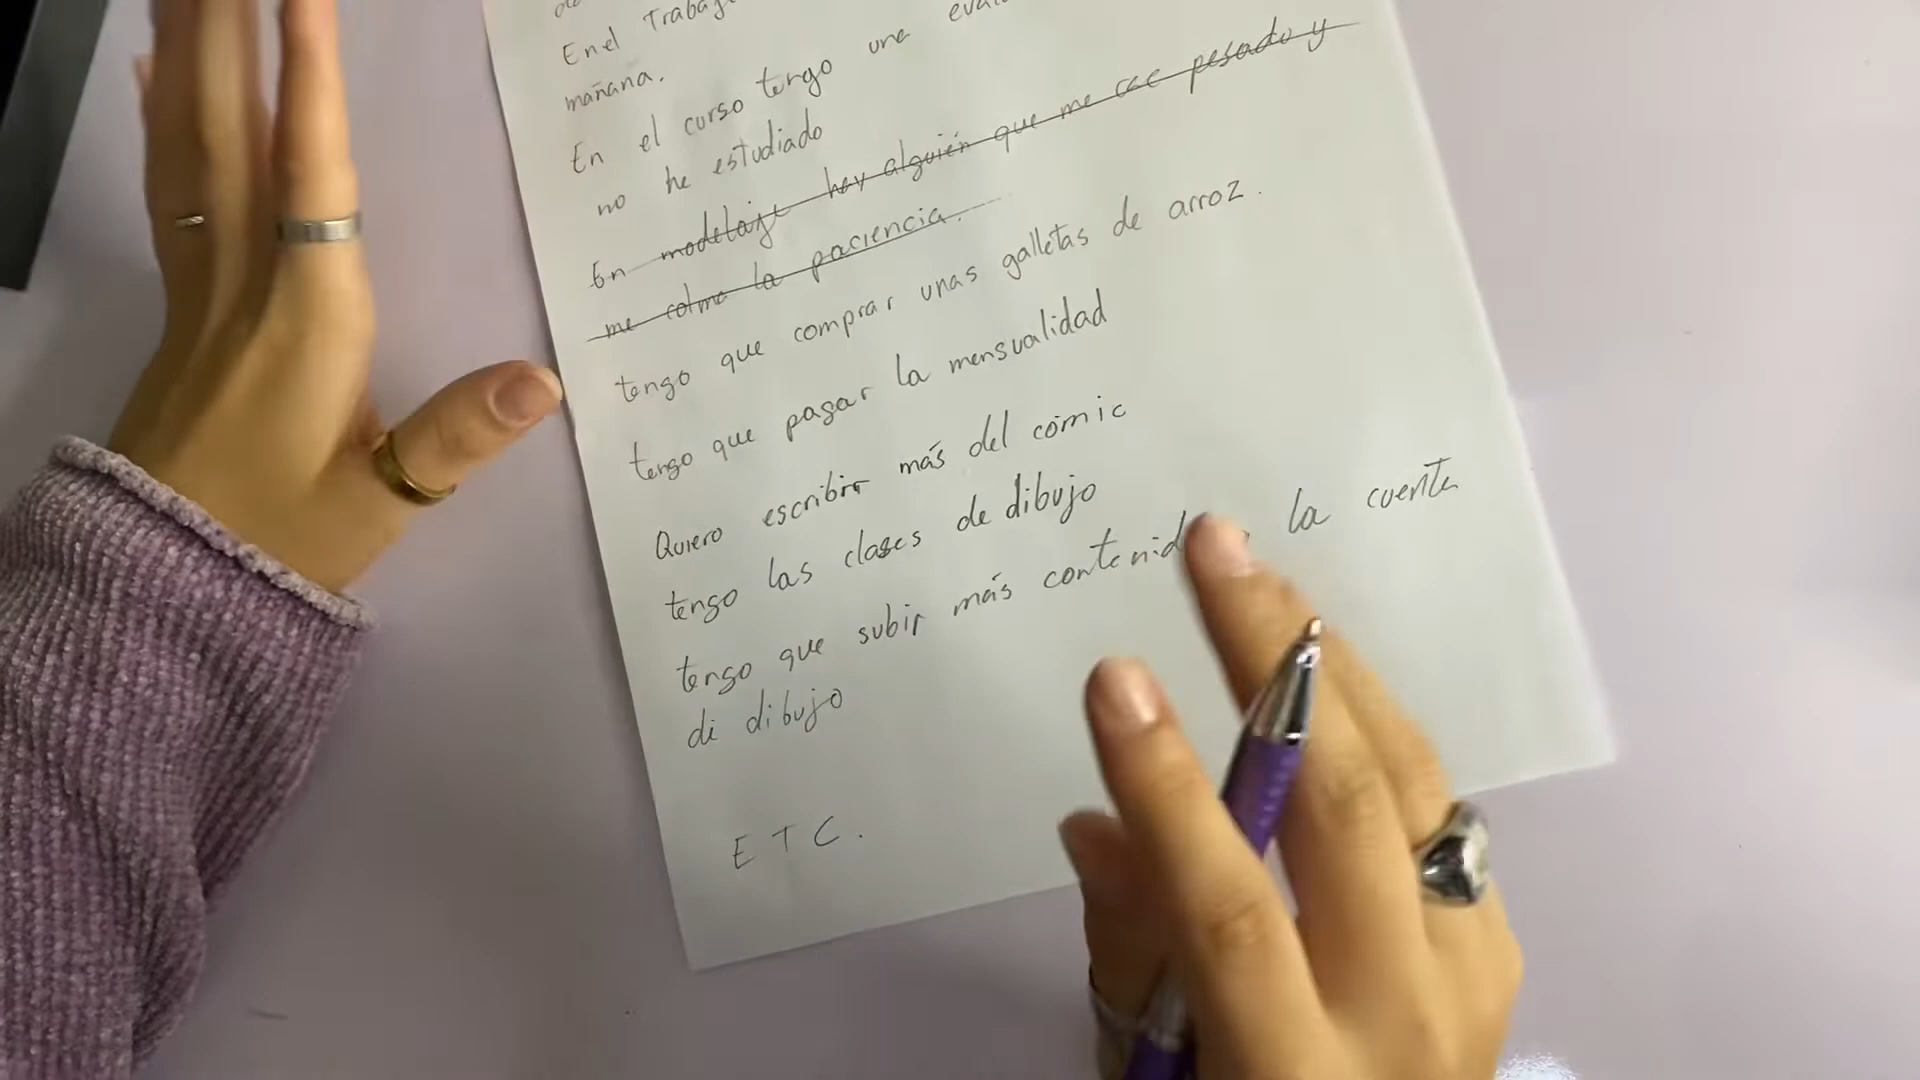 En el Trabaj
mañana.
En el curso tengo una
no he estudiado
En modelaje hay alguién que me cae pesado y
me colma la paciencia.
tengo que comprar unas galletas de arroz.
tengo que pagar la mensualidad
Quiero escribir más del cómic
tengo las clases de dibujo
tengo que subir más contenid la cuenta
di dibujo
ETC.